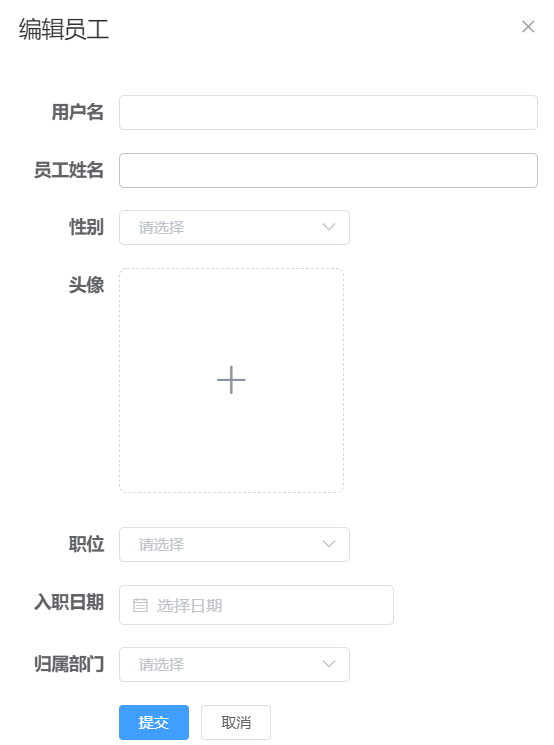 编辑员工
用户名
员工姓名
性别 请选择
头像
职位 请选择
入职日期 选择日期
归属部门 请选择
提交 取消